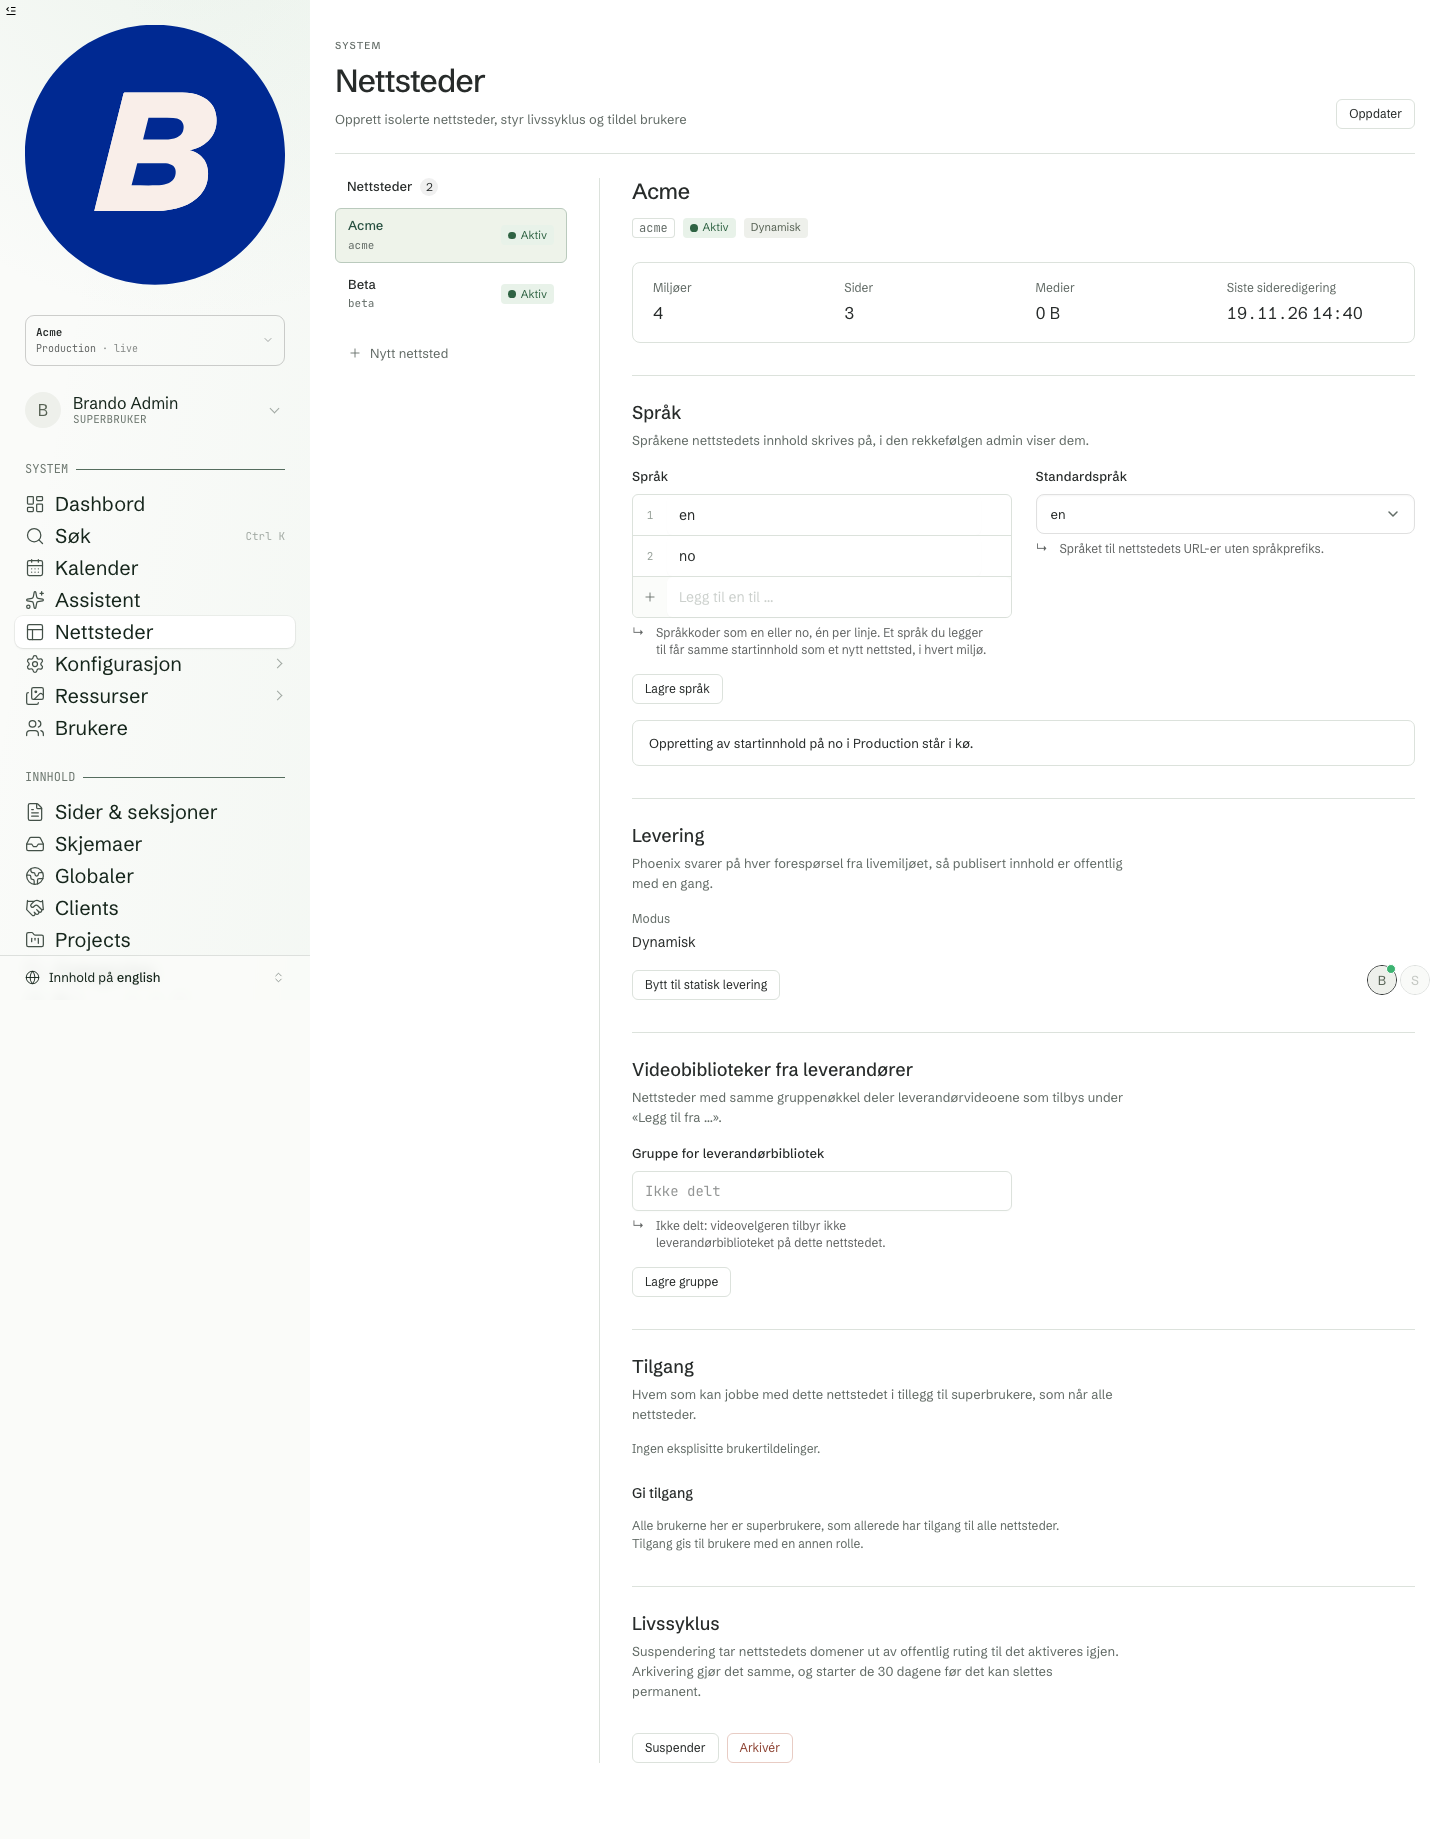 B
Acme
Production · live
B
Brando Admin
SUPERBRUKER
SYSTEM
Dashbord
Søk
Ctrl K
Kalender
Assistent
Nettsteder
Konfigurasjon
Ressurser
Brukere
INNHOLD
Sider & seksjoner
Skjemaer
Globaler
Clients
Projects
Innhold på english
SYSTEM
Nettsteder
Opprett isolerte nettsteder, styr livssyklus og tildel brukere
Oppdater
Nettsteder 2
Acme
acme
Aktiv
Beta
beta
Aktiv
Nytt nettsted
Acme
acme Aktiv Dynamisk
Miljøer
4
Sider
3
Medier
0 B
Siste sideredigering
19.11.26 14:40
Språk
Språkene nettstedets innhold skrives på, i den rekkefølgen admin viser dem.
Språk
1 en
2 no
+ Legg til en til ...
Språkkoder som en eller no, én per linje. Et språk du legger
til får samme startinnhold som et nytt nettsted, i hvert miljø.
Standardspråk
en
Språket til nettstedets URL-er uten språkprefiks.
Lagre språk
Oppretting av startinnhold på no i Production står i kø.
Levering
Phoenix svarer på hver forespørsel fra livemiljøet, så publisert innhold er offentlig
med en gang.
Modus
Dynamisk
Bytt til statisk levering
B
S
Videobiblioteker fra leverandører
Nettsteder med samme gruppenøkkel deler leverandørvideoene som tilbys under
«Legg til fra ...».
Gruppe for leverandørbibliotek
Ikke delt
Ikke delt: videovelgeren tilbyr ikke
leverandørbiblioteket på dette nettstedet.
Lagre gruppe
Tilgang
Hvem som kan jobbe med dette nettstedet i tillegg til superbrukere, som når alle
nettsteder.
Ingen eksplisitte brukertildelinger.
Gi tilgang
Alle brukerne her er superbrukere, som allerede har tilgang til alle nettsteder.
Tilgang gis til brukere med en annen rolle.
Livssyklus
Suspendering tar nettstedets domener ut av offentlig ruting til det aktiveres igjen.
Arkivering gjør det samme, og starter de 30 dagene før det kan slettes
permanent.
Suspender
Arkivér